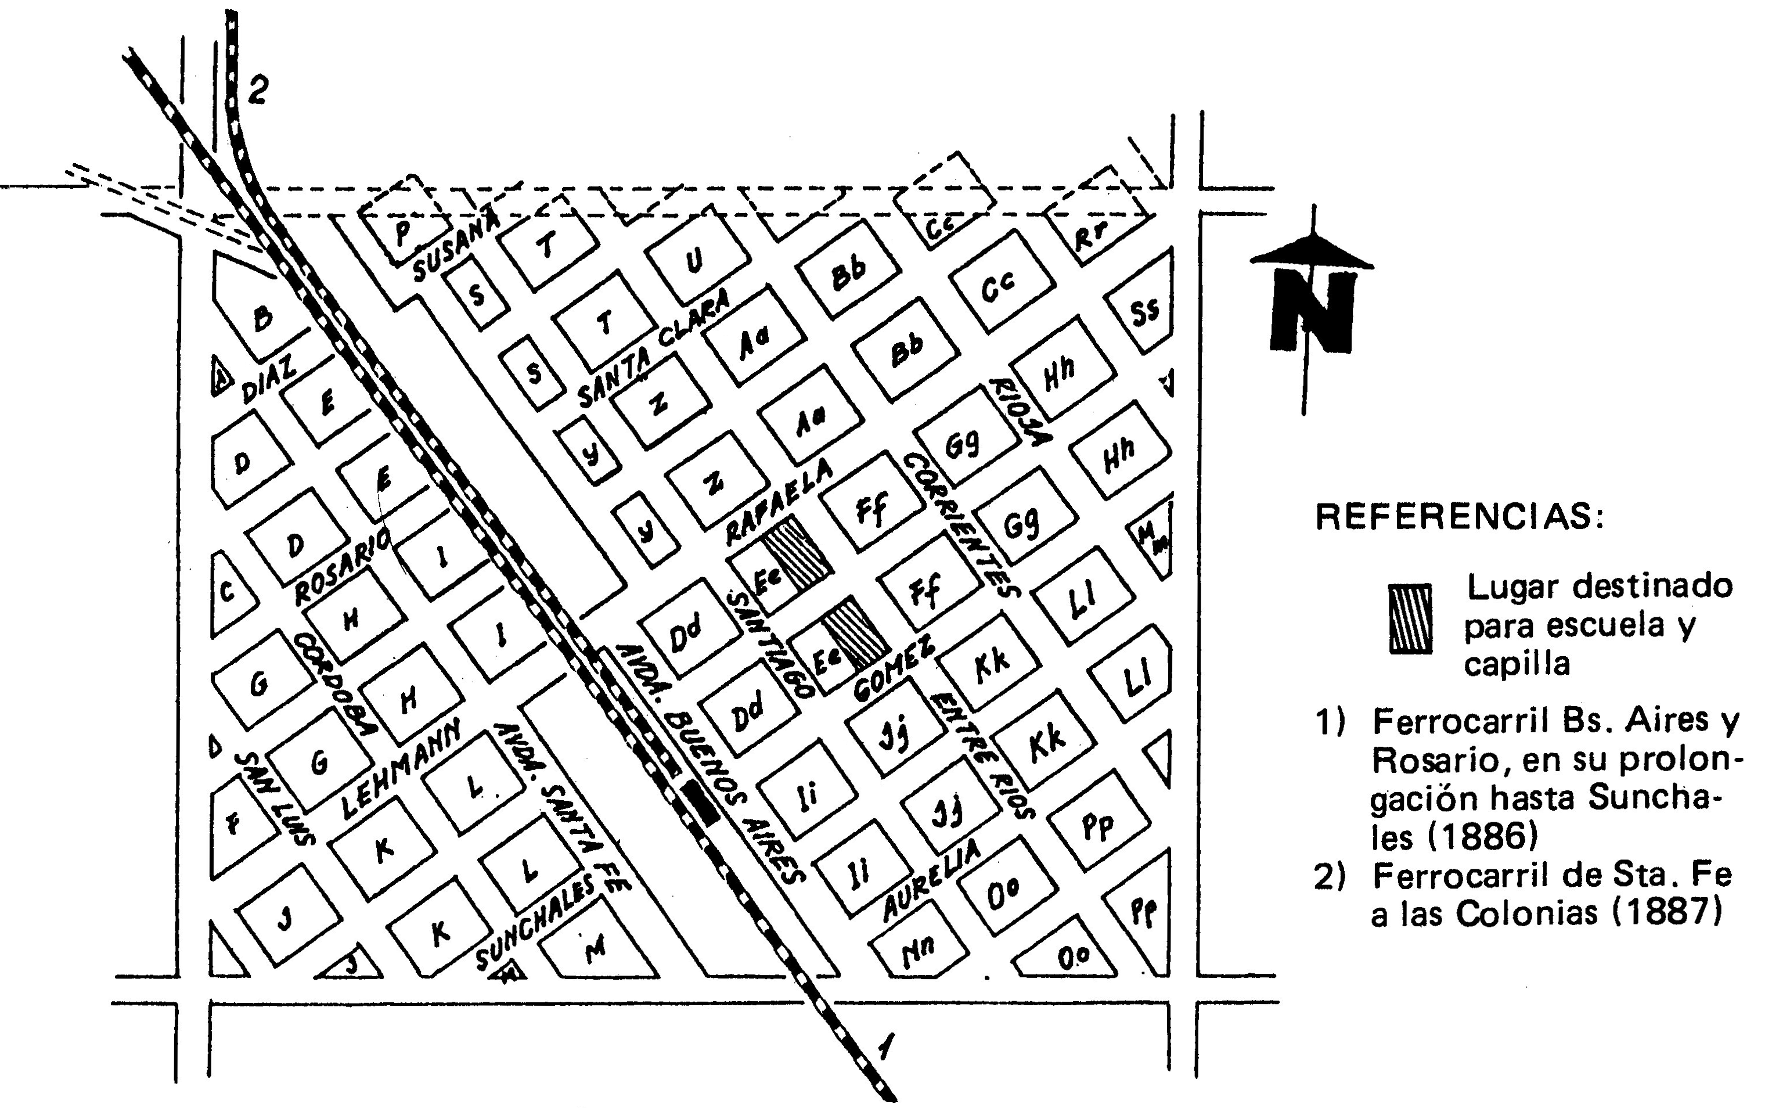 2
P
SUSANA
T
U
Bb
Cc
Rr
S
T
Aa
Bb
Cc
Ss
B
SANTA CLARA
DIAZ
A
E
S
Z
Aa
Hh
RIOJA
Gg
D
E
y
Z
RAFAELA
Ff
CORRIENTES
Gg
Hh
Mm
D
ROSARIO
I
y
Ee
SANTIAGO
Ff
Ll
C
H
I
Dd
Ee
GOMEZ
Kk
Ll
G
CORDOBA
H
AVDA. BUENOS AIRES
Dd
Jj
ENTRE RIOS
Kk
SAN LUIS
G
LEHMANN
L
AVDA. SANTA FE
Ii
Jj
Pp
F
K
L
Ii
AURELIA
Oo
Pp
J
K
SUNCHALES
M
Nn
Oo
J
M
1
N
REFERENCIAS:
Lugar destinado
para escuela y
capilla
1) Ferrocarril Bs. Aires y
Rosario, en su prolon-
gación hasta Suncha-
les (1886)
2) Ferrocarril de Sta. Fe
a las Colonias (1887)